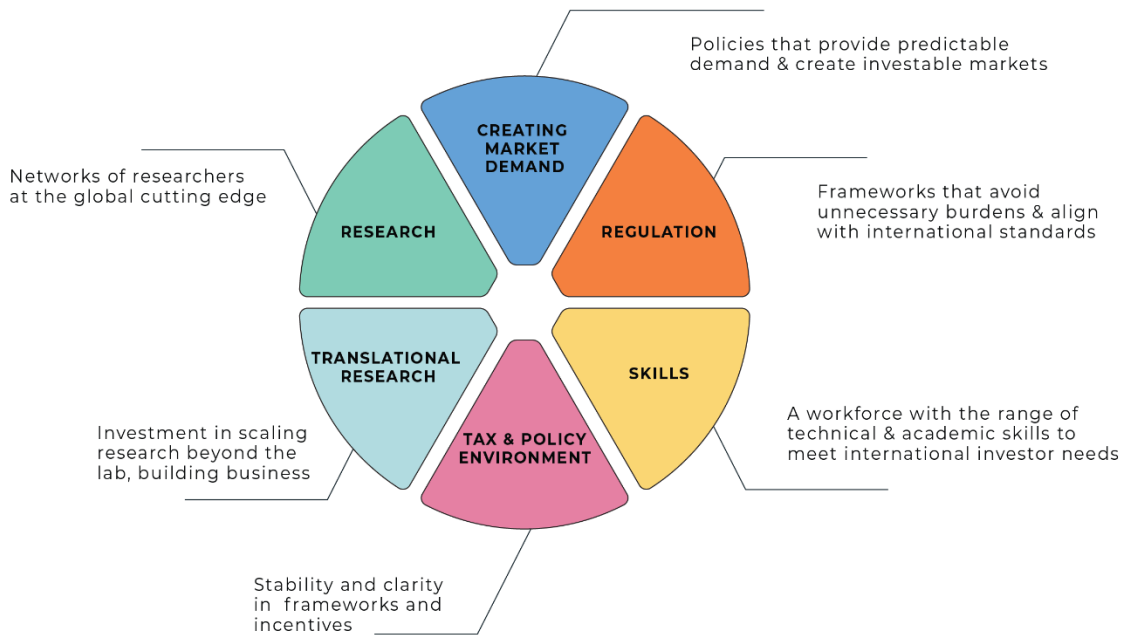 Policies that provide predictable
demand & create investable markets
CREATING
MARKET
DEMAND
Networks of researchers
at the global cutting edge
RESEARCH
REGULATION
Frameworks that avoid
unnecessary burdens & align
with international standards
TRANSLATIONAL
RESEARCH
SKILLS
Investment in scaling
research beyond the
lab, building business
TAX & POLICY
ENVIRONMENT
A workforce with the range of
technical & academic skills to
meet international investor needs
Stability and clarity
in frameworks and
incentives